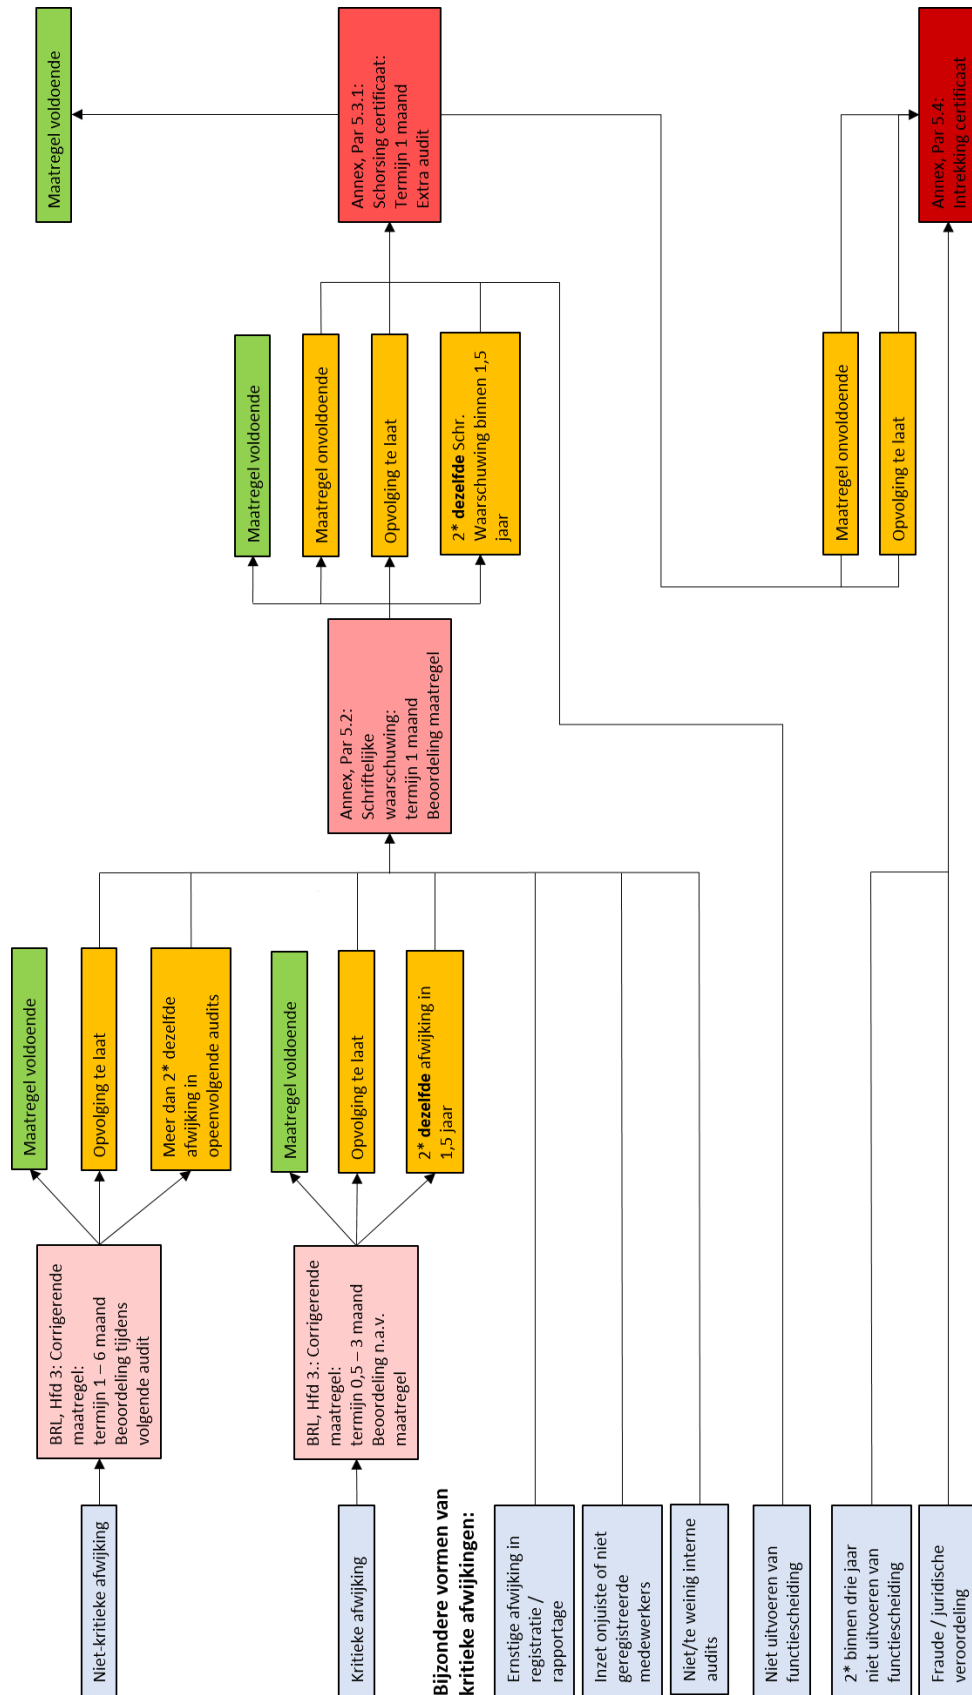 Niet-kritieke afwijking
BRL, Hfd 3: Corrigerende
maatregel:
termijn 1 – 6 maand
Beoordeling tijdens
volgende audit
Maatregel voldoende
Opvolging te laat
Meer dan 2* dezelfde
afwijking in
opeenvolgende audits
Kritieke afwijking
BRL, Hfd 3.: Corrigerende
maatregel:
termijn 0,5 – 3 maand
Beoordeling n.a.v.
maatregel
Maatregel voldoende
Opvolging te laat
2* dezelfde afwijking in
1,5 jaar
Bijzondere vormen van
kritieke afwijkingen:
Ernstige afwijking in
registratie /
rapportage
Inzet onjuiste of niet
geregistreerde
medewerkers
Niet/te weinig interne
audits
Niet uitvoeren van
functiescheiding
2* binnen drie jaar
niet uitvoeren van
functiescheiding
Fraude / juridische
veroordeling
Annex, Par 5.2:
Schriftelijke
waarschuwing:
termijn 1 maand
Beoordeling maatregel
Maatregel voldoende
Maatregel onvoldoende
Opvolging te laat
2* dezelfde Schr.
Waarschuwing binnen 1,5
jaar
Maatregel voldoende
Annex, Par 5.3.1:
Schorsing certificaat:
Termijn 1 maand
Extra audit
Maatregel onvoldoende
Opvolging te laat
Annex, Par 5.4:
Intrekking certificaat